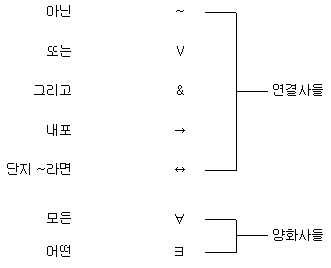 아닌 ~
또는 ∨
그리고 &
내포 →
단지 ~라면 ↔
연결사들
모든 ∀
어떤 ∃
양화사들